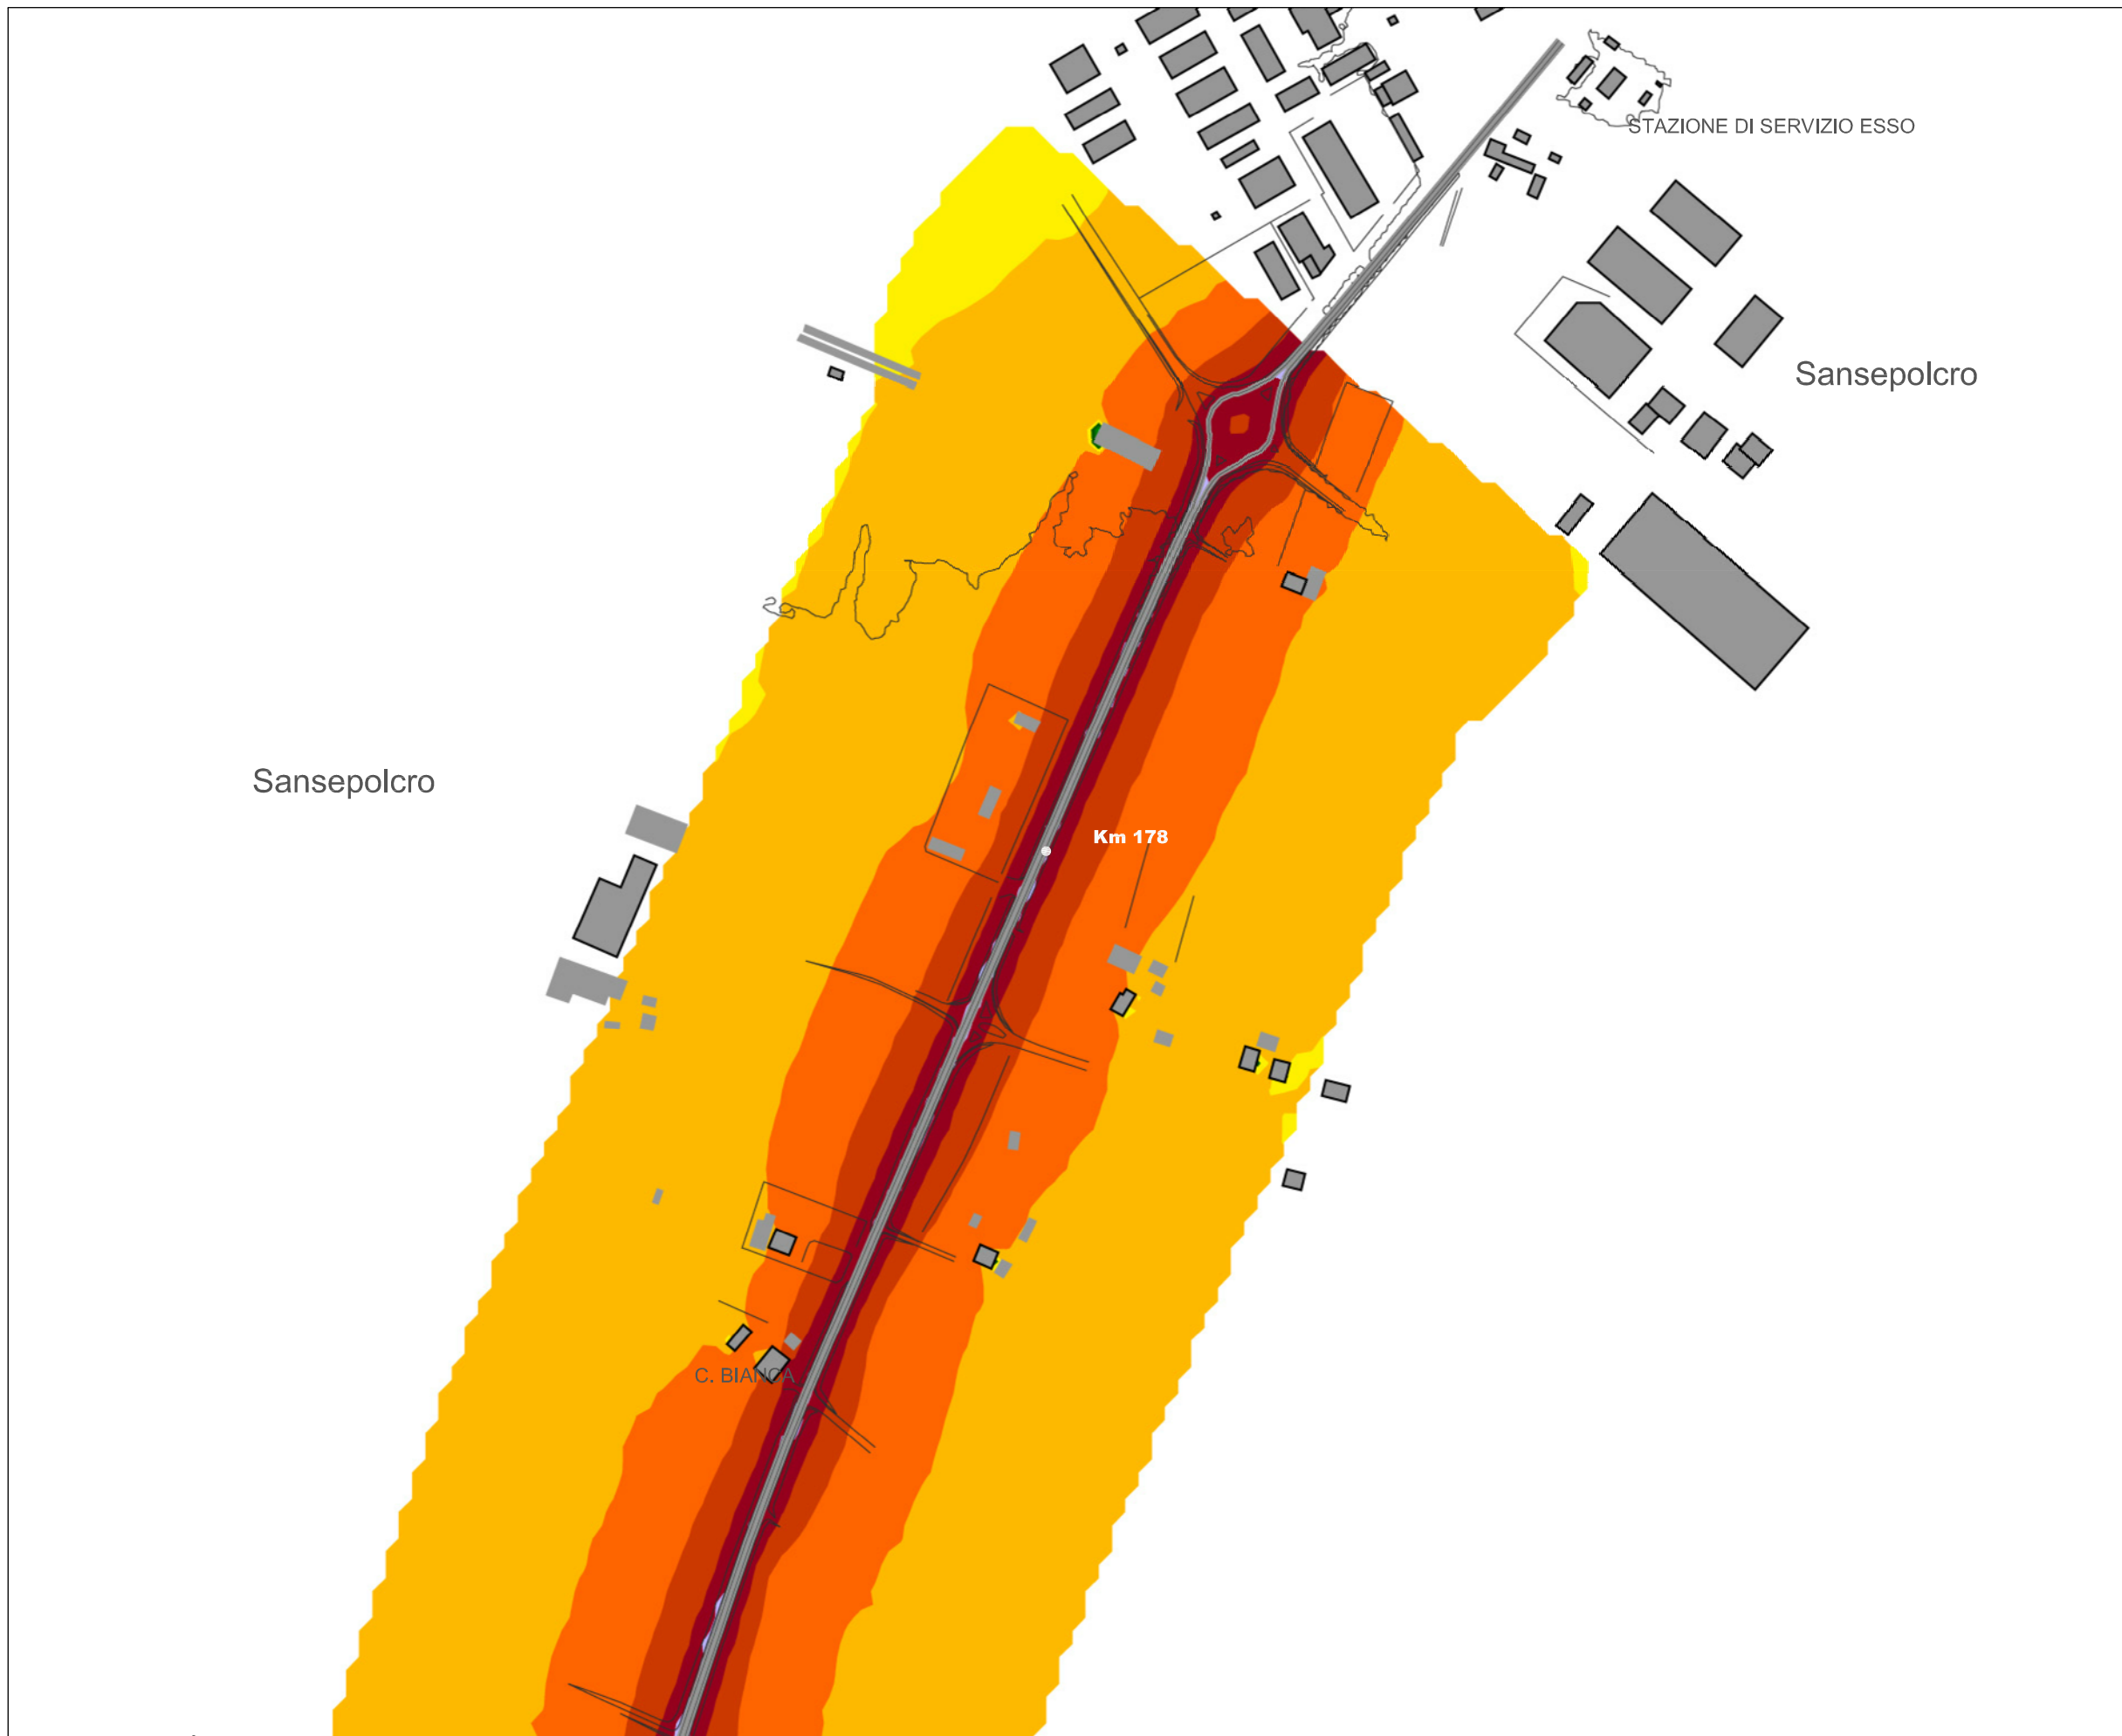 STAZIONE DI SERVIZIO ESSO
Sansepolcro
Sansepolcro
Km 178
C. BIANCA